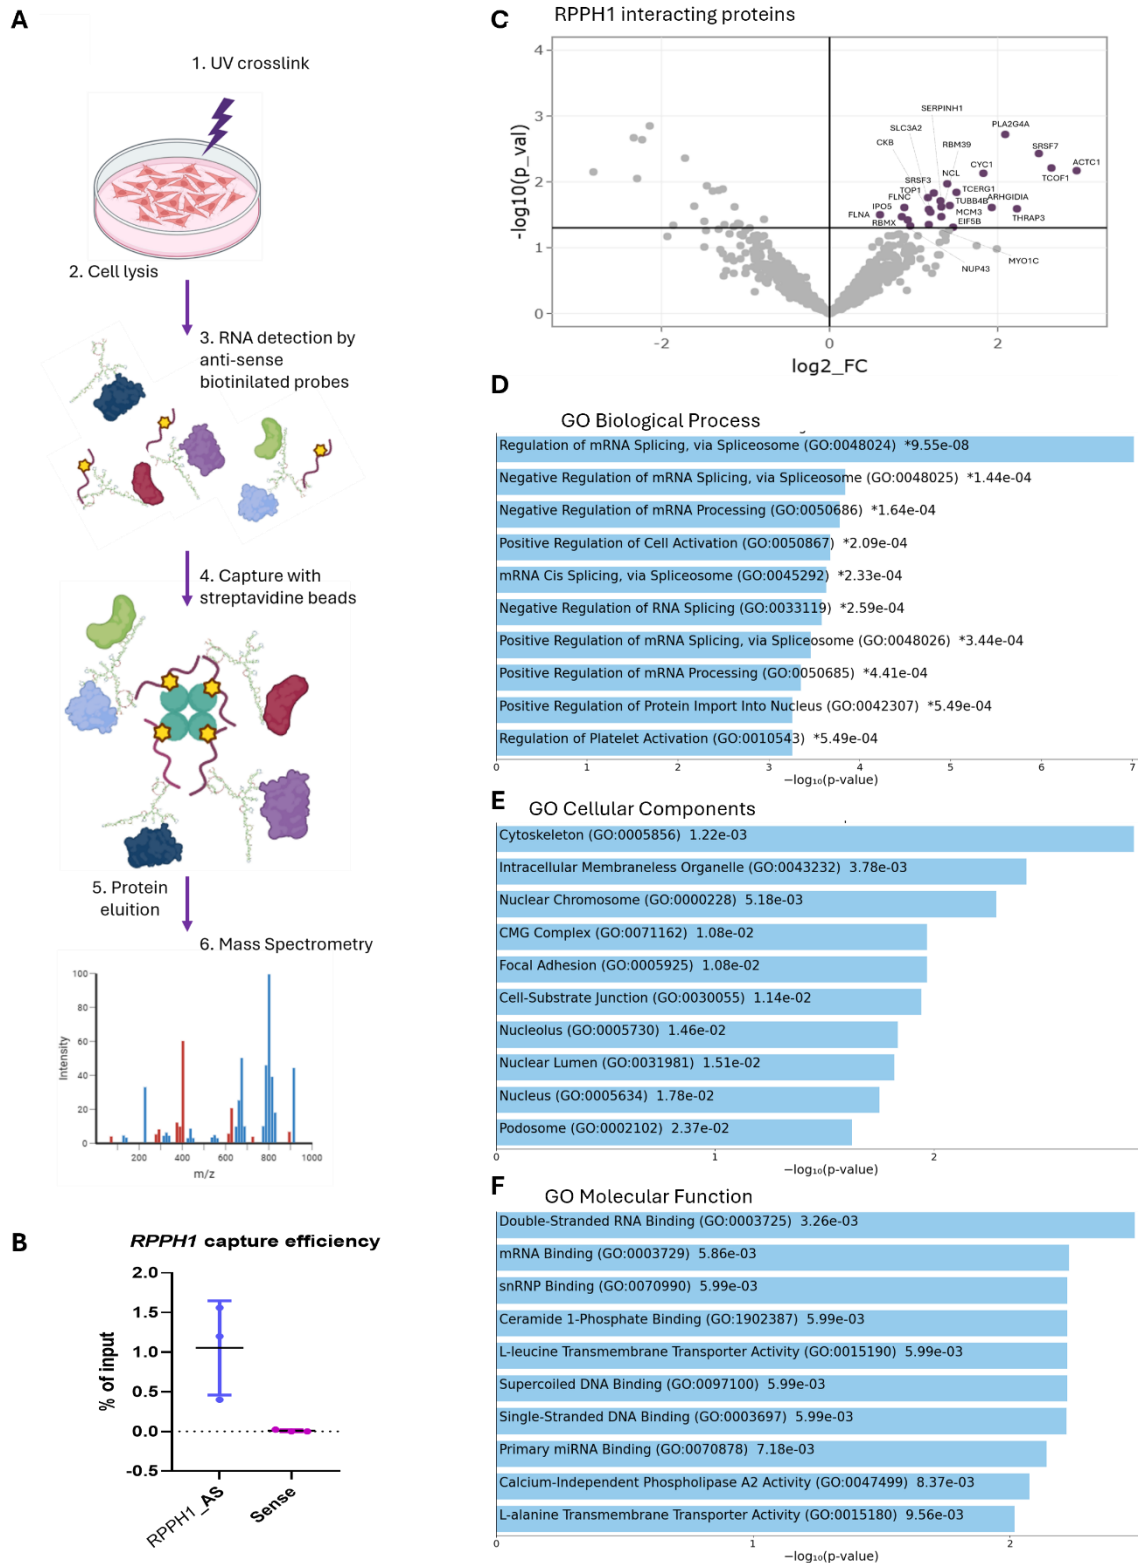 A
1. UV crosslink
2. Cell lysis
3. RNA detection by
anti-sense
biotinilated probes
4. Capture with
streptavidine beads
5. Protein
eluition
6. Mass Spectrometry
100
80
60
40
20
0
Intensity
200 400 600 800 1000
m/z
B
RPPH1 capture efficiency
2.0
1.5
1.0
0.5
0.0
-0.5
% of input
RPPH1_AS
Sense
C
RPPH1 interacting proteins
4
3
2
1
0
-log10(p_val)
SERPINH1
PLA2G4A
SLC3A2
CKB
RBM39
SRSF7
CYC1
ACTC1
TCOF1
NCL
SRSF3
TOP1
TCERG1
FLNC
TUBB4B
ARHGIDIA
IPO5
MCM3
FLNA
THRAP3
RBMX
EIF5B
MYO1C
NUP43
-2 0 2
log2_FC
D
GO Biological Process
Regulation of mRNA Splicing, via Spliceosome (GO:0048024) *9.55e-08
Negative Regulation of mRNA Splicing, via Spliceosome (GO:0048025) *1.44e-04
Negative Regulation of mRNA Processing (GO:0050686) *1.64e-04
Positive Regulation of Cell Activation (GO:0050867) *2.09e-04
mRNA Cis Splicing, via Spliceosome (GO:0045292) *2.33e-04
Negative Regulation of RNA Splicing (GO:0033119) *2.59e-04
Positive Regulation of mRNA Splicing, via Spliceosome (GO:0048026) *3.44e-04
Positive Regulation of mRNA Processing (GO:0050685) *4.41e-04
Positive Regulation of Protein Import Into Nucleus (GO:0042307) *5.49e-04
Regulation of Platelet Activation (GO:0010543) *5.49e-04
0 1 2 3 4 5 6 7
−log₁₀(p-value)
E
GO Cellular Components
Cytoskeleton (GO:0005856) 1.22e-03
Intracellular Membraneless Organelle (GO:0043232) 3.78e-03
Nuclear Chromosome (GO:0000228) 5.18e-03
CMG Complex (GO:0071162) 1.08e-02
Focal Adhesion (GO:0005925) 1.08e-02
Cell-Substrate Junction (GO:0030055) 1.14e-02
Nucleolus (GO:0005730) 1.46e-02
Nuclear Lumen (GO:0031981) 1.51e-02
Nucleus (GO:0005634) 1.78e-02
Podosome (GO:0002102) 2.37e-02
0 1 2
−log₁₀(p-value)
F
GO Molecular Function
Double-Stranded RNA Binding (GO:0003725) 3.26e-03
mRNA Binding (GO:0003729) 5.86e-03
snRNP Binding (GO:0070990) 5.99e-03
Ceramide 1-Phosphate Binding (GO:1902387) 5.99e-03
L-leucine Transmembrane Transporter Activity (GO:0015190) 5.99e-03
Supercoiled DNA Binding (GO:0097100) 5.99e-03
Single-Stranded DNA Binding (GO:0003697) 5.99e-03
Primary miRNA Binding (GO:0070878) 7.18e-03
Calcium-Independent Phospholipase A2 Activity (GO:0047499) 8.37e-03
L-alanine Transmembrane Transporter Activity (GO:0015180) 9.56e-03
0 1 2
−log₁₀(p-value)